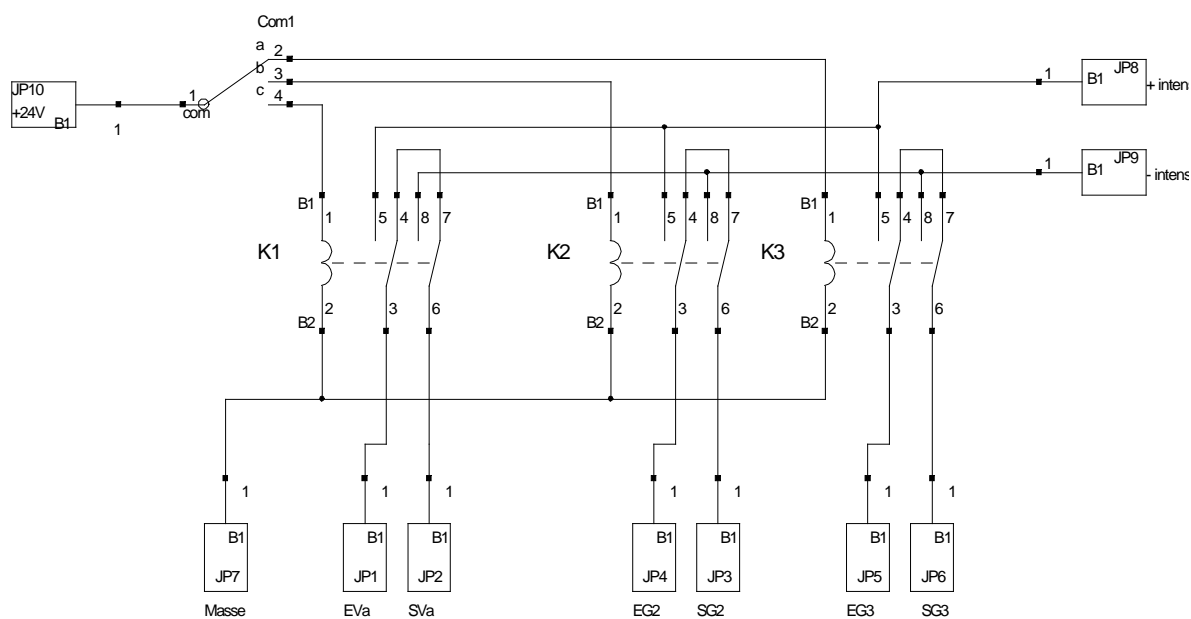 Com1
a 2
b 3
c 4
JP10
+24V
B1
1
1
com
1
B1
JP8
+ intens
1
B1
JP9
- intens
B1 1 5 4 8 7
B1 1 5 4 8 7
B1 1 5 4 8 7
K1
K2
K3
B2 2 3 6
B2 2 3 6
B2 2 3 6
1 1 1 1 1 1 1
B1 B1 B1 B1 B1 B1 B1
JP7 JP1 JP2 JP4 JP3 JP5 JP6
Masse EVa SVa EG2 SG2 EG3 SG3